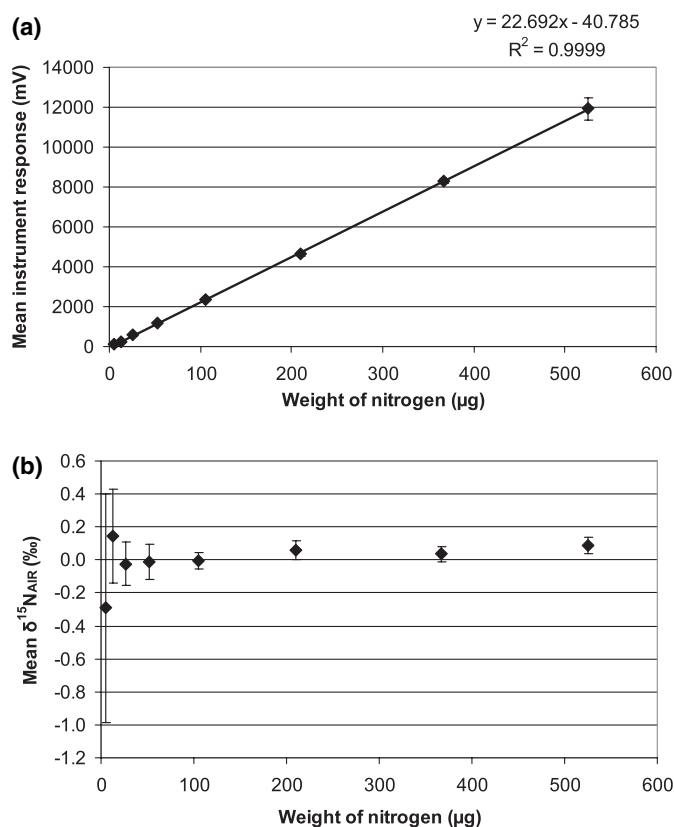 (a)
y = 22.692x - 40.785
R² = 0.9999
Mean instrument response (mV)
14000
12000
10000
8000
6000
4000
2000
0
0 100 200 300 400 500 600
Weight of nitrogen (µg)
(b)
Mean δ¹⁵NAIR (‰)
0.6
0.4
0.2
0.0
-0.2
-0.4
-0.6
-0.8
-1.0
-1.2
0 100 200 300 400 500 600
Weight of nitrogen (µg)